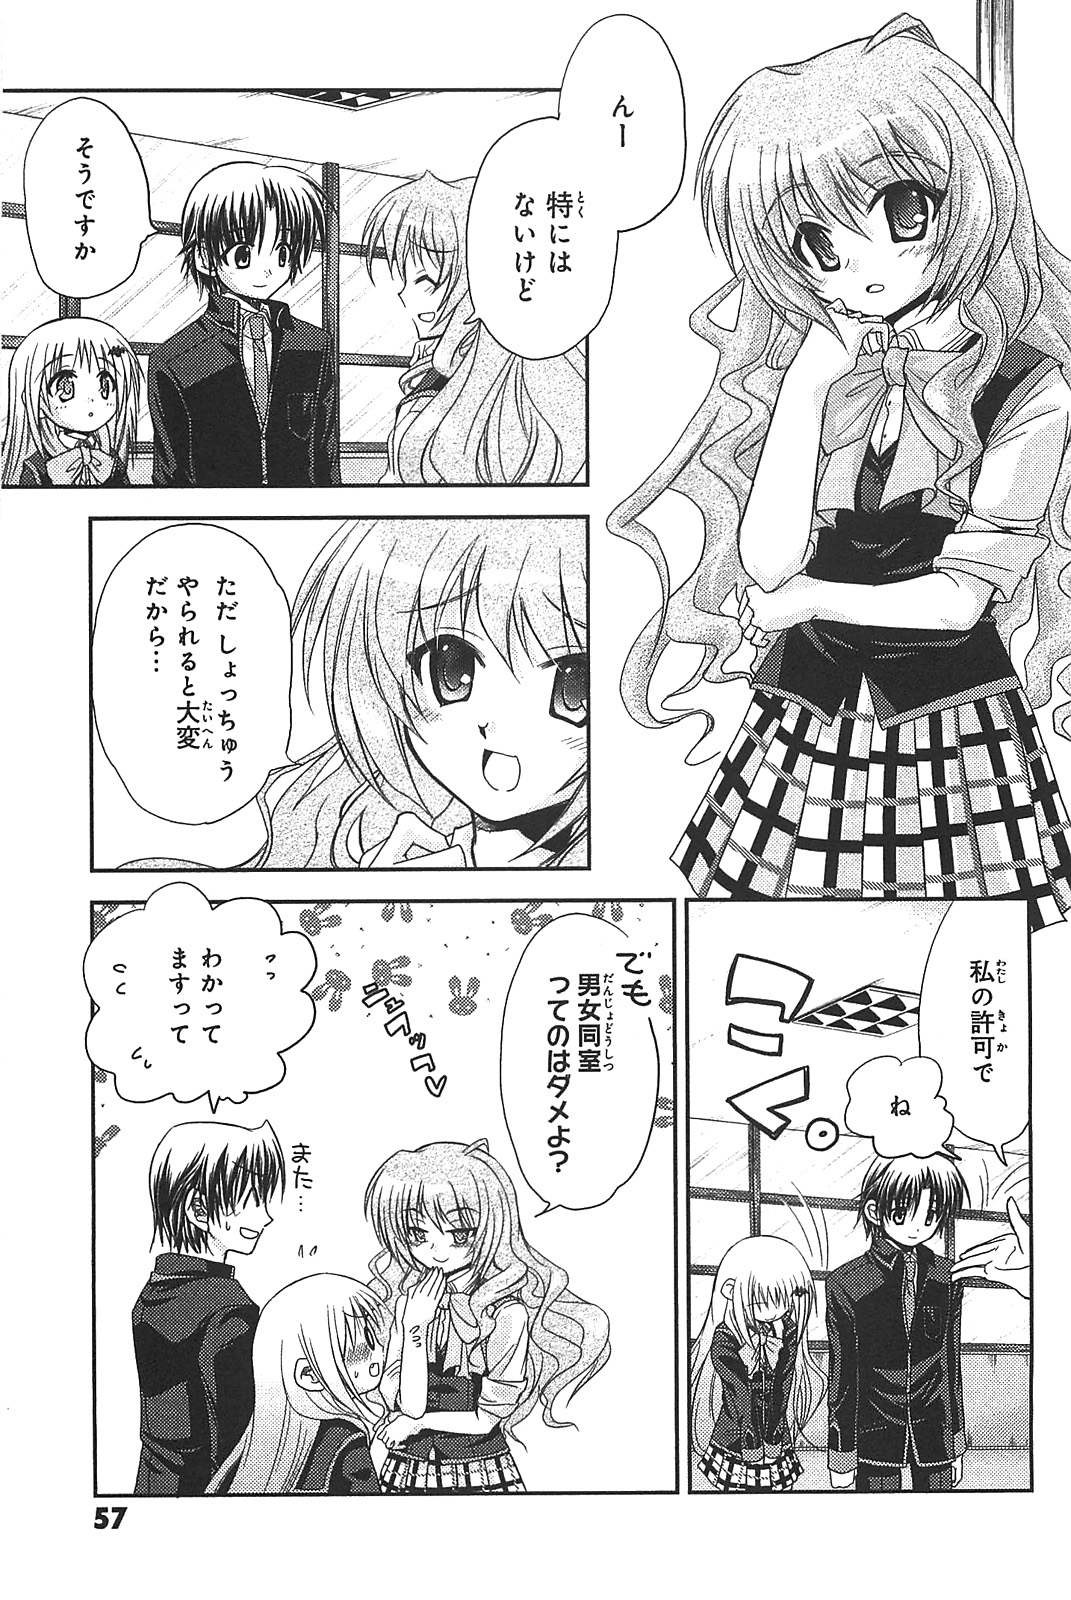 んー
特には
ないけど
そうですか
ただ しょっちゅう
やられると大変
だから…
私の許可で
ね
こくん。
でも
男女同室
ってのはダメよ?
わかって
ますって
また…
57